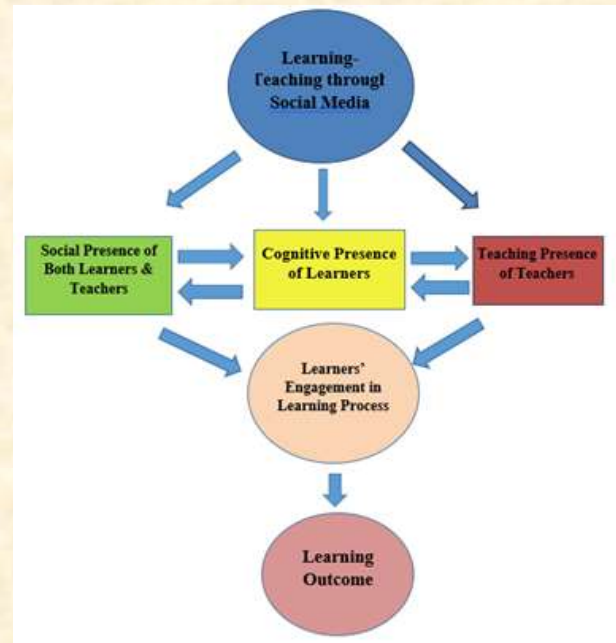 Learning-
Teaching through
Social Media
Social Presence of
Both Learners &
Teachers
Cognitive Presence
of Learners
Teaching Presence
of Teachers
Learners'
Engagement in
Learning Process
Learning
Outcome